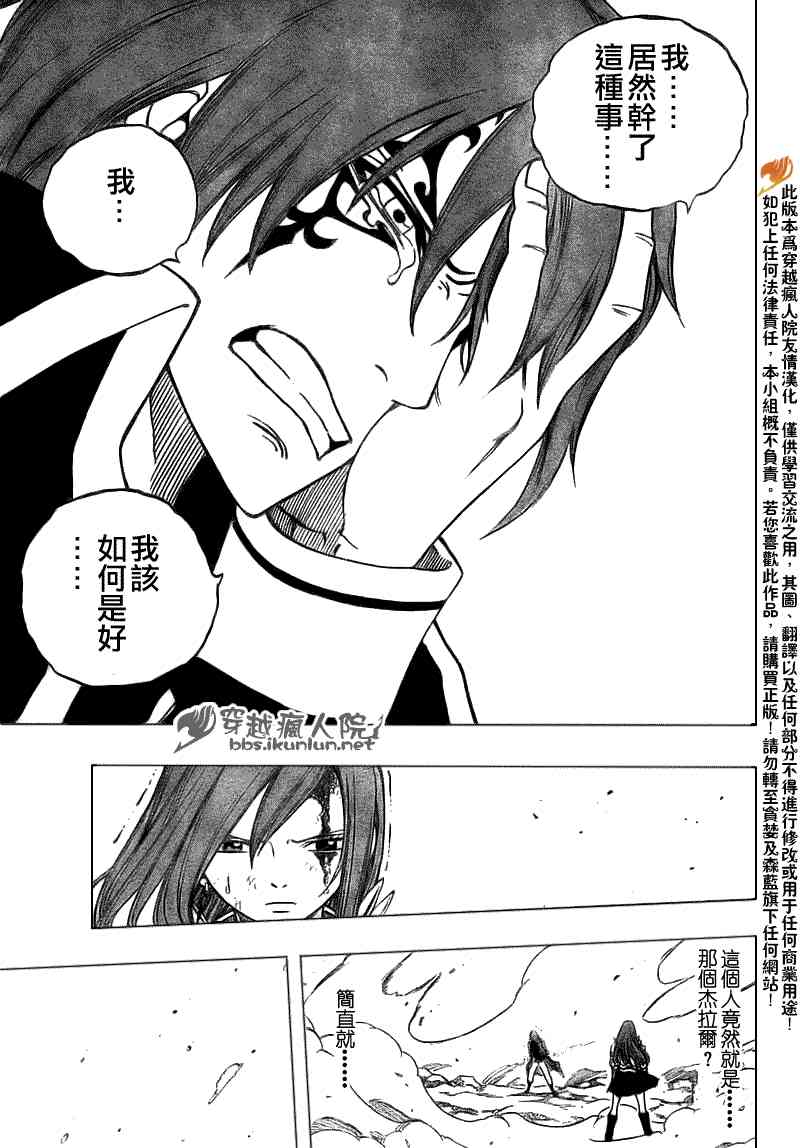 我……
居然幹了
這種事……
我…
我該
如何是好
……
穿越瘋人院
bbs.ikunlun.net
這個人竟然就是……
那個杰拉爾？
簡直就……
此版本爲穿越瘋人院友情漢化，僅供學習交流之用，其圖、翻譯以及任何部分不得進行修改或用于任何商業用途！
如犯上任何法律責任，本小組概不負責。若您喜歡此作品，請購買正版！請勿轉至貪婪及森藍旗下任何網站！